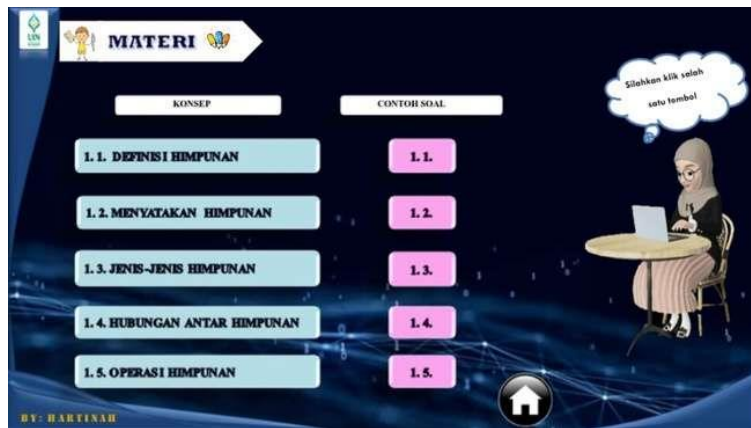 UIN
MATERI
KONSEP
CONTOH SOAL
Silahkan klik salah
satu tombol
1. 1. DEFINISI HIMPUNAN
1. 1.
1. 2. MENYATAKAN HIMPUNAN
1. 2.
1. 3. JENIS-JENIS HIMPUNAN
1. 3.
1. 4. HUBUNGAN ANTAR HIMPUNAN
1. 4.
1. 5. OPERASI HIMPUNAN
1. 5.
BY: HARTINAH